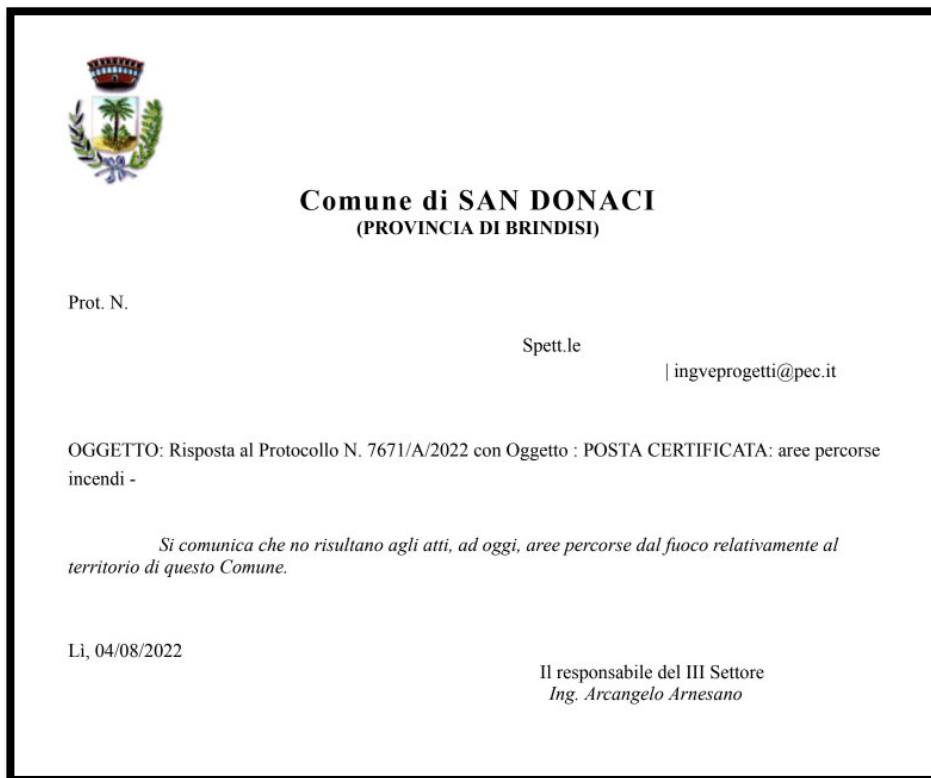 Comune di SAN DONACI
(PROVINCIA DI BRINDISI)
Prot. N.
Spett.le
| ingveprogetti@pec.it
OGGETTO: Risposta al Protocollo N. 7671/A/2022 con Oggetto : POSTA CERTIFICATA: aree percorse
incendi -
Si comunica che no risultano agli atti, ad oggi, aree percorse dal fuoco relativamente al
territorio di questo Comune.
Lì, 04/08/2022
Il responsabile del III Settore
Ing. Arcangelo Arnesano